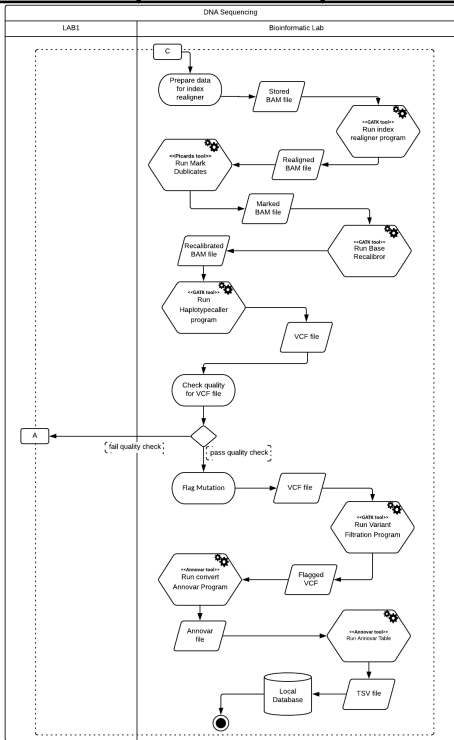 DNA Sequencing
LAB1
Bioinformatic Lab
C
Prepare data
for index
realigner
Stored
BAM file
<<GATK tool>>
Run index
realigner program
<<Picards tool>>
Run Mark
Dublicates
Realigned
BAM file
Marked
BAM file
<<GATK tool>>
Run Base
Recalibror
Recalibrated
BAM file
<<GATK tool>>
Run
Haplotypecaller
program
VCF file
Check quality
for VCF file
A
fail quality check
pass quality check
Flag Mutation
VCF file
<<GATK tool>>
Run Variant
Filtration Program
<<Annovar tool>>
Run convert
Annovar Program
Flagged
VCF
Annovar
file
<<Annovar tool>>
Run Annovar Table
Local
Database
TSV file